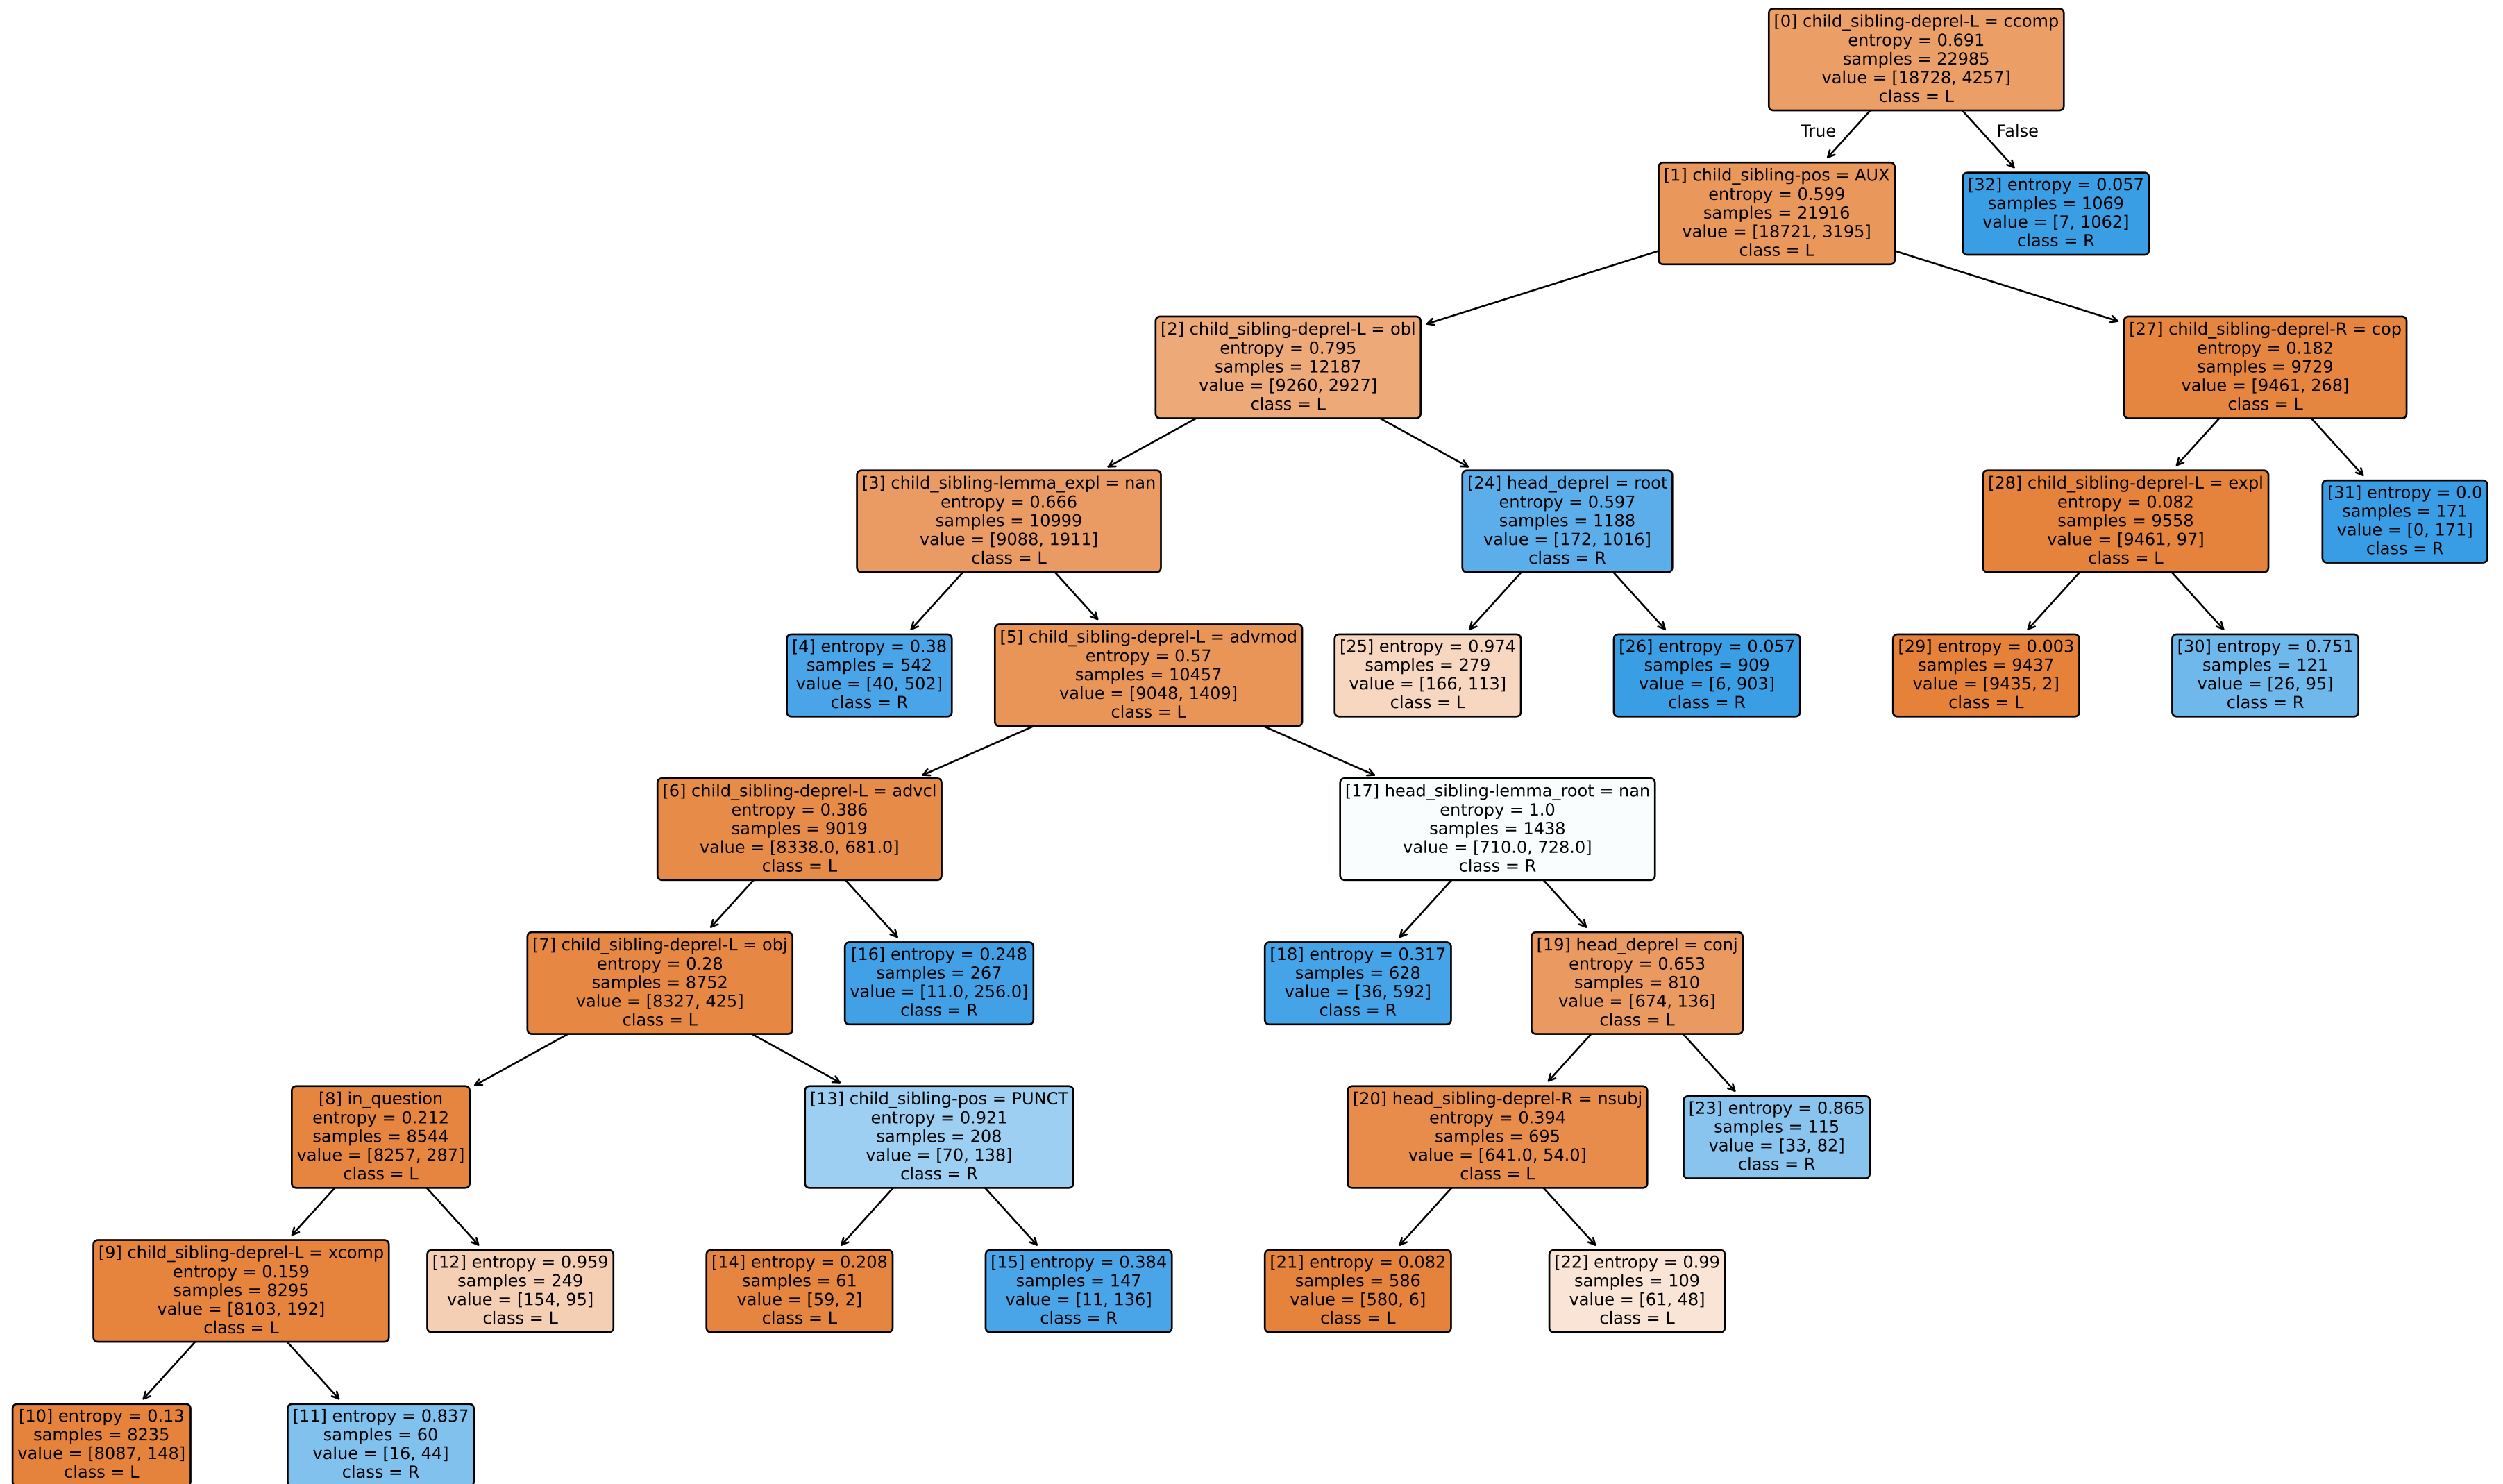 [0] child_sibling-deprel-L = ccomp
entropy = 0.691
samples = 22985
value = [18728, 4257]
class = L
True
False
[1] child_sibling-pos = AUX
entropy = 0.599
samples = 21916
value = [18721, 3195]
class = L
[32] entropy = 0.057
samples = 1069
value = [7, 1062]
class = R
[2] child_sibling-deprel-L = obl
entropy = 0.795
samples = 12187
value = [9260, 2927]
class = L
[27] child_sibling-deprel-R = cop
entropy = 0.182
samples = 9729
value = [9461, 268]
class = L
[3] child_sibling-lemma_expl = nan
entropy = 0.666
samples = 10999
value = [9088, 1911]
class = L
[24] head_deprel = root
entropy = 0.597
samples = 1188
value = [172, 1016]
class = R
[28] child_sibling-deprel-L = expl
entropy = 0.082
samples = 9558
value = [9461, 97]
class = L
[31] entropy = 0.0
samples = 171
value = [0, 171]
class = R
[4] entropy = 0.38
samples = 542
value = [40, 502]
class = R
[5] child_sibling-deprel-L = advmod
entropy = 0.57
samples = 10457
value = [9048, 1409]
class = L
[25] entropy = 0.974
samples = 279
value = [166, 113]
class = L
[26] entropy = 0.057
samples = 909
value = [6, 903]
class = R
[29] entropy = 0.003
samples = 9437
value = [9435, 2]
class = L
[30] entropy = 0.751
samples = 121
value = [26, 95]
class = R
[6] child_sibling-deprel-L = advcl
entropy = 0.386
samples = 9019
value = [8338.0, 681.0]
class = L
[17] head_sibling-lemma_root = nan
entropy = 1.0
samples = 1438
value = [710.0, 728.0]
class = R
[7] child_sibling-deprel-L = obj
entropy = 0.28
samples = 8752
value = [8327, 425]
class = L
[16] entropy = 0.248
samples = 267
value = [11.0, 256.0]
class = R
[18] entropy = 0.317
samples = 628
value = [36, 592]
class = R
[19] head_deprel = conj
entropy = 0.653
samples = 810
value = [674, 136]
class = L
[8] in_question
entropy = 0.212
samples = 8544
value = [8257, 287]
class = L
[13] child_sibling-pos = PUNCT
entropy = 0.921
samples = 208
value = [70, 138]
class = R
[20] head_sibling-deprel-R = nsubj
entropy = 0.394
samples = 695
value = [641.0, 54.0]
class = L
[23] entropy = 0.865
samples = 115
value = [33, 82]
class = R
[9] child_sibling-deprel-L = xcomp
entropy = 0.159
samples = 8295
value = [8103, 192]
class = L
[12] entropy = 0.959
samples = 249
value = [154, 95]
class = L
[14] entropy = 0.208
samples = 61
value = [59, 2]
class = L
[15] entropy = 0.384
samples = 147
value = [11, 136]
class = R
[21] entropy = 0.082
samples = 586
value = [580, 6]
class = L
[22] entropy = 0.99
samples = 109
value = [61, 48]
class = L
[10] entropy = 0.13
samples = 8235
value = [8087, 148]
class = L
[11] entropy = 0.837
samples = 60
value = [16, 44]
class = R